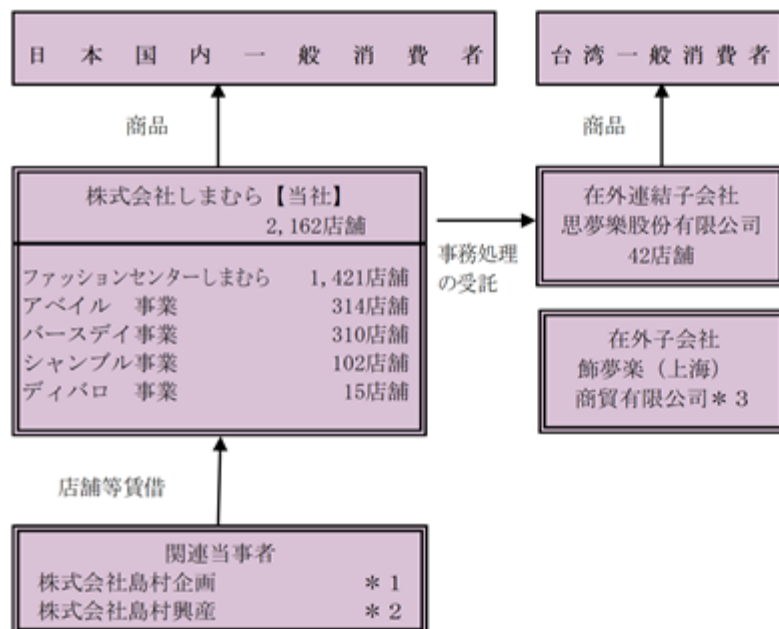 日本国内一般消費者
台湾一般消費者
商品
商品
株式会社しまむら【当社】
2,162店舗
ファッションセンターしまむら 1,421店舗
アベイル 事業 314店舗
バースデイ事業 310店舗
シャンブル事業 102店舗
ディバロ 事業 15店舗
事務処理
の受託
在外連結子会社
思夢樂股份有限公司
42店舗
在外子会社
飾夢楽（上海）
商貿有限公司＊3
店舗等賃借
関連当事者
株式会社島村企画 ＊1
株式会社島村興産 ＊2